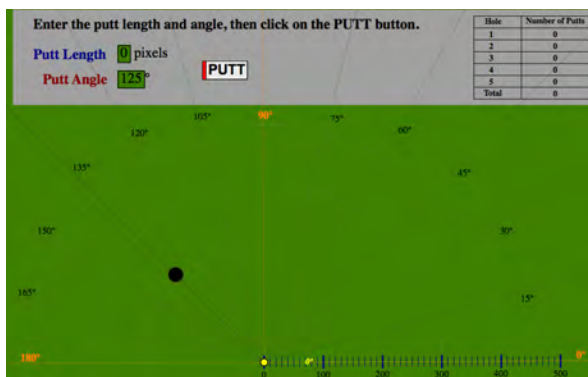 Enter the putt length and angle, then click on the PUTT button.
Putt Length 0 pixels
Putt Angle 125°
PUTT
Hole Number of Putts
1 0
2 0
3 0
4 0
5 0
Total 0
105° 90° 75°
120° 60°
135° 45°
150° 30°
165° 15°
180° 0° 0°
0 100 200 300 400 500